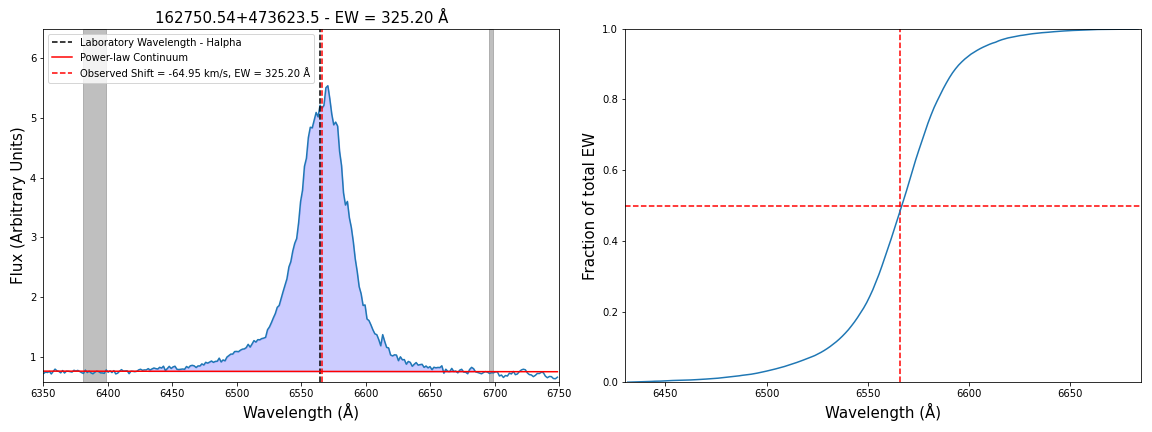 162750.54+473623.5 - EW = 325.20 Å
Laboratory Wavelength - Halpha
Power-law Continuum
Observed Shift = -64.95 km/s, EW = 325.20 Å
Flux (Arbitrary Units)
6
5
4
3
2
1
6350 6400 6450 6500 6550 6600 6650 6700 6750
Wavelength (Å)
Fraction of total EW
1.0
0.8
0.6
0.4
0.2
0.0
6450 6500 6550 6600 6650
Wavelength (Å)